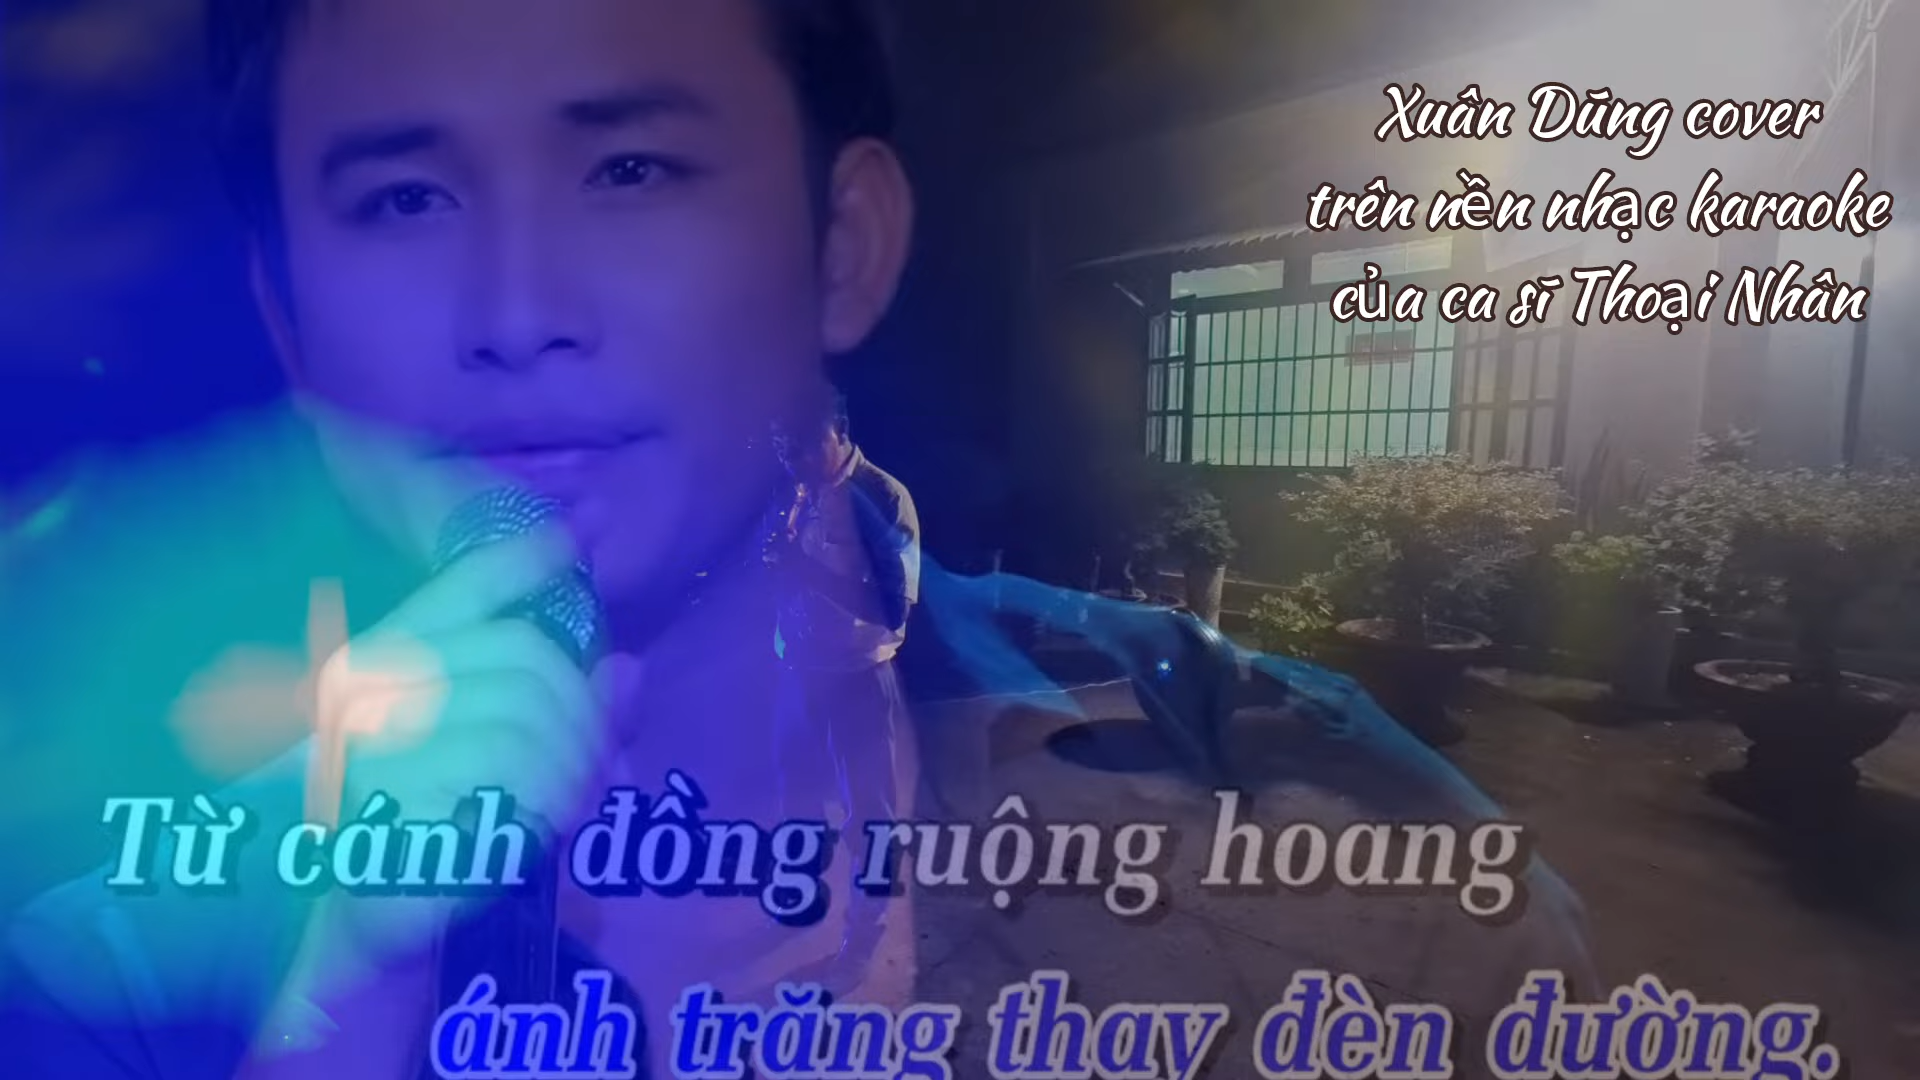 Xuân Dũng cover
trên nền nhạc karaoke
của ca sĩ Thoại Nhân
Từ cánh đồng ruộng hoang
ánh trăng thay đèn đường.